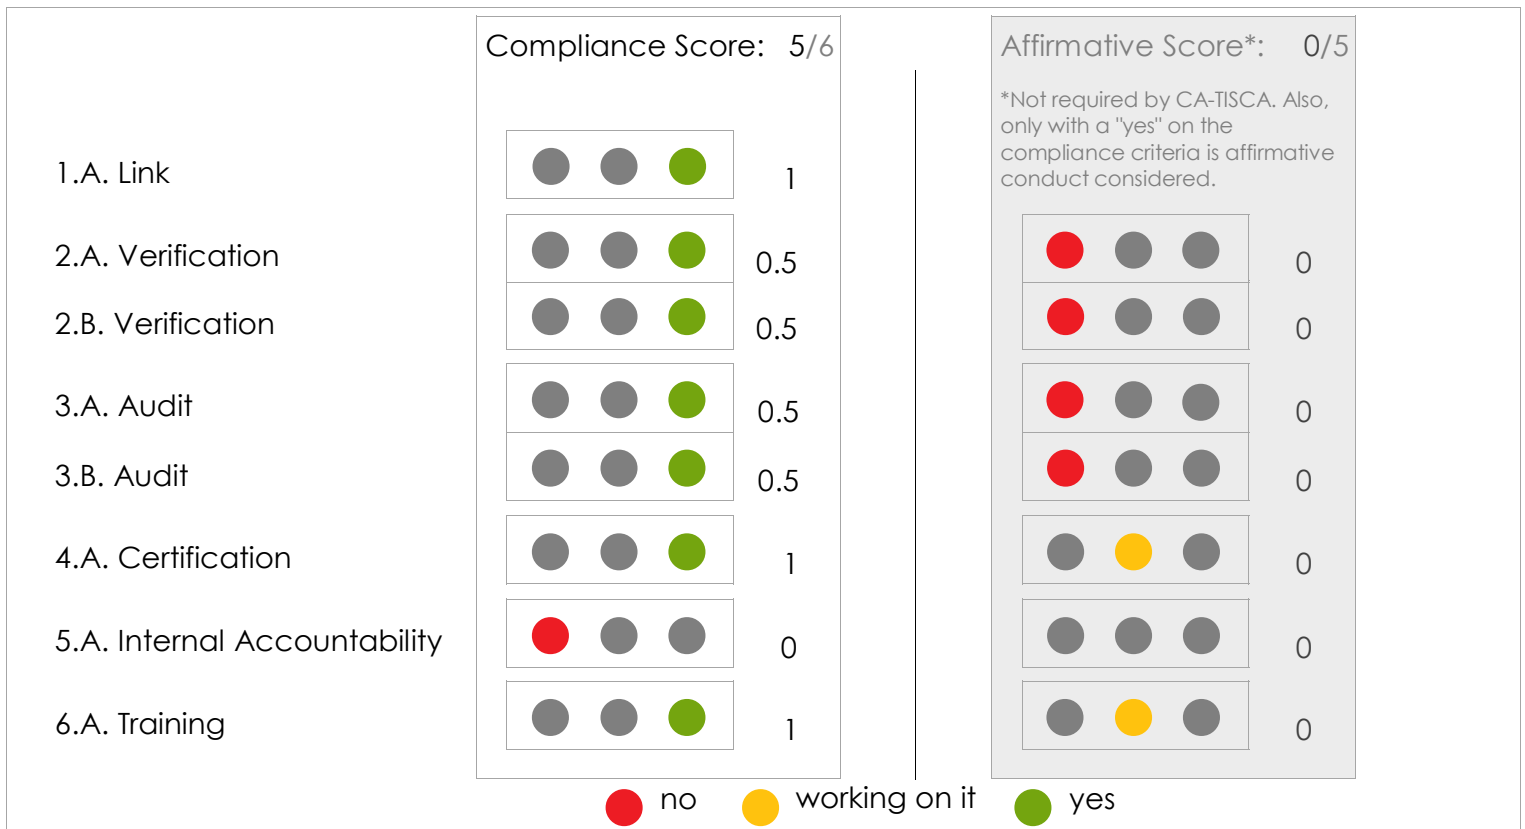 Compliance Score: 5/6
Affirmative Score*: 0/5
*Not required by CA-TISCA. Also,
only with a "yes" on the
compliance criteria is affirmative
conduct considered.
1.A. Link 1
2.A. Verification 0.5 0
2.B. Verification 0.5 0
3.A. Audit 0.5 0
3.B. Audit 0.5 0
4.A. Certification 1 0
5.A. Internal Accountability 0 0
6.A. Training 1 0
no working on it yes